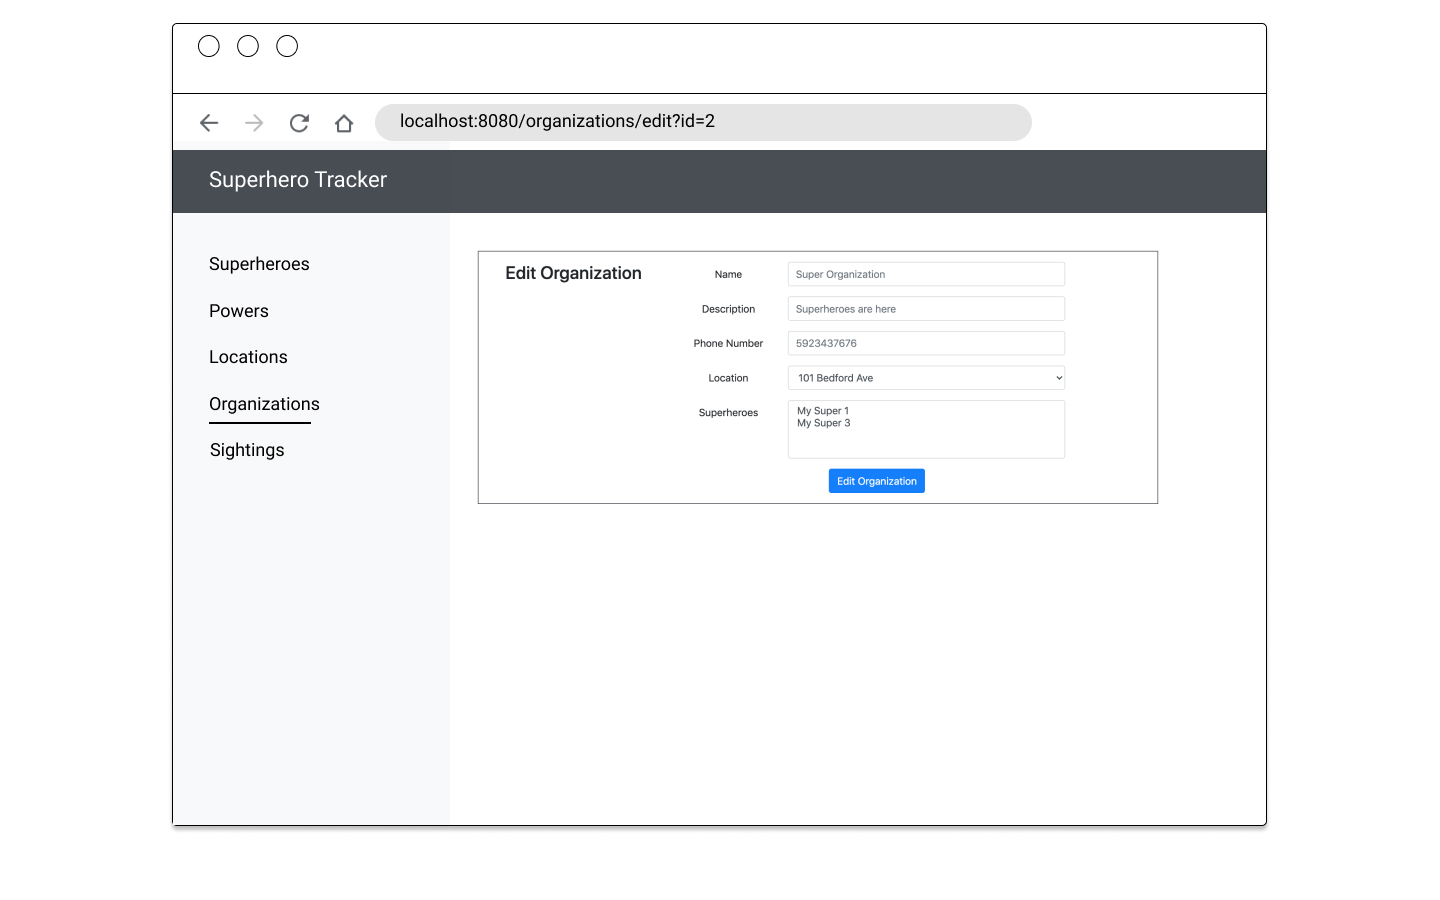 localhost:8080/organizations/edit?id=2
Superhero Tracker
Superheroes
Powers
Locations
Organizations
Sightings
Edit Organization
Name
Super Organization
Description
Superheroes are here
Phone Number
5923437676
Location
101 Bedford Ave
Superheroes
My Super 1
My Super 3
Edit Organization